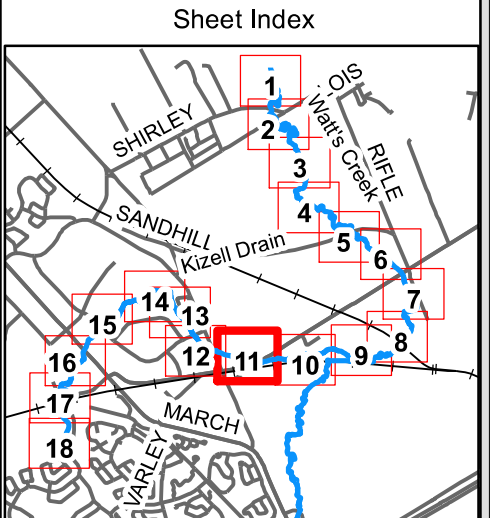 Sheet Index
1
OIS
SHIRLEY
2
Watt's Creek
RIFLE
3
4
SANDHILL
Kizell Drain
5
6
7
14
13
15
8
12
11
10
9
16
17
MARCH
VARLEY
18